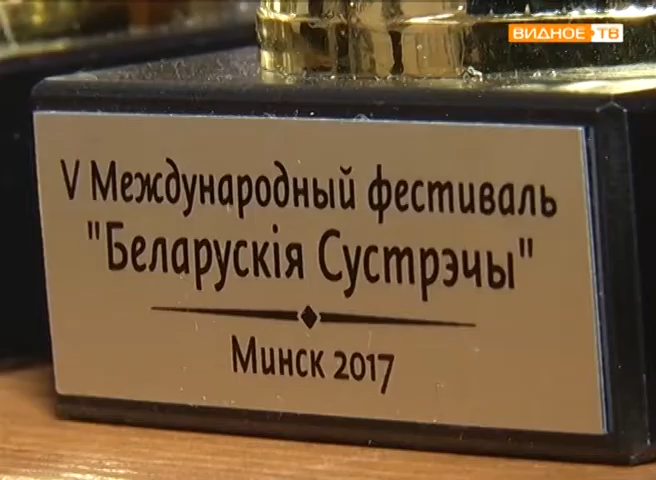 ВИДНОЕ ТВ
V Международный фестиваль
"Беларускія Сустрэчы"
Минск 2017